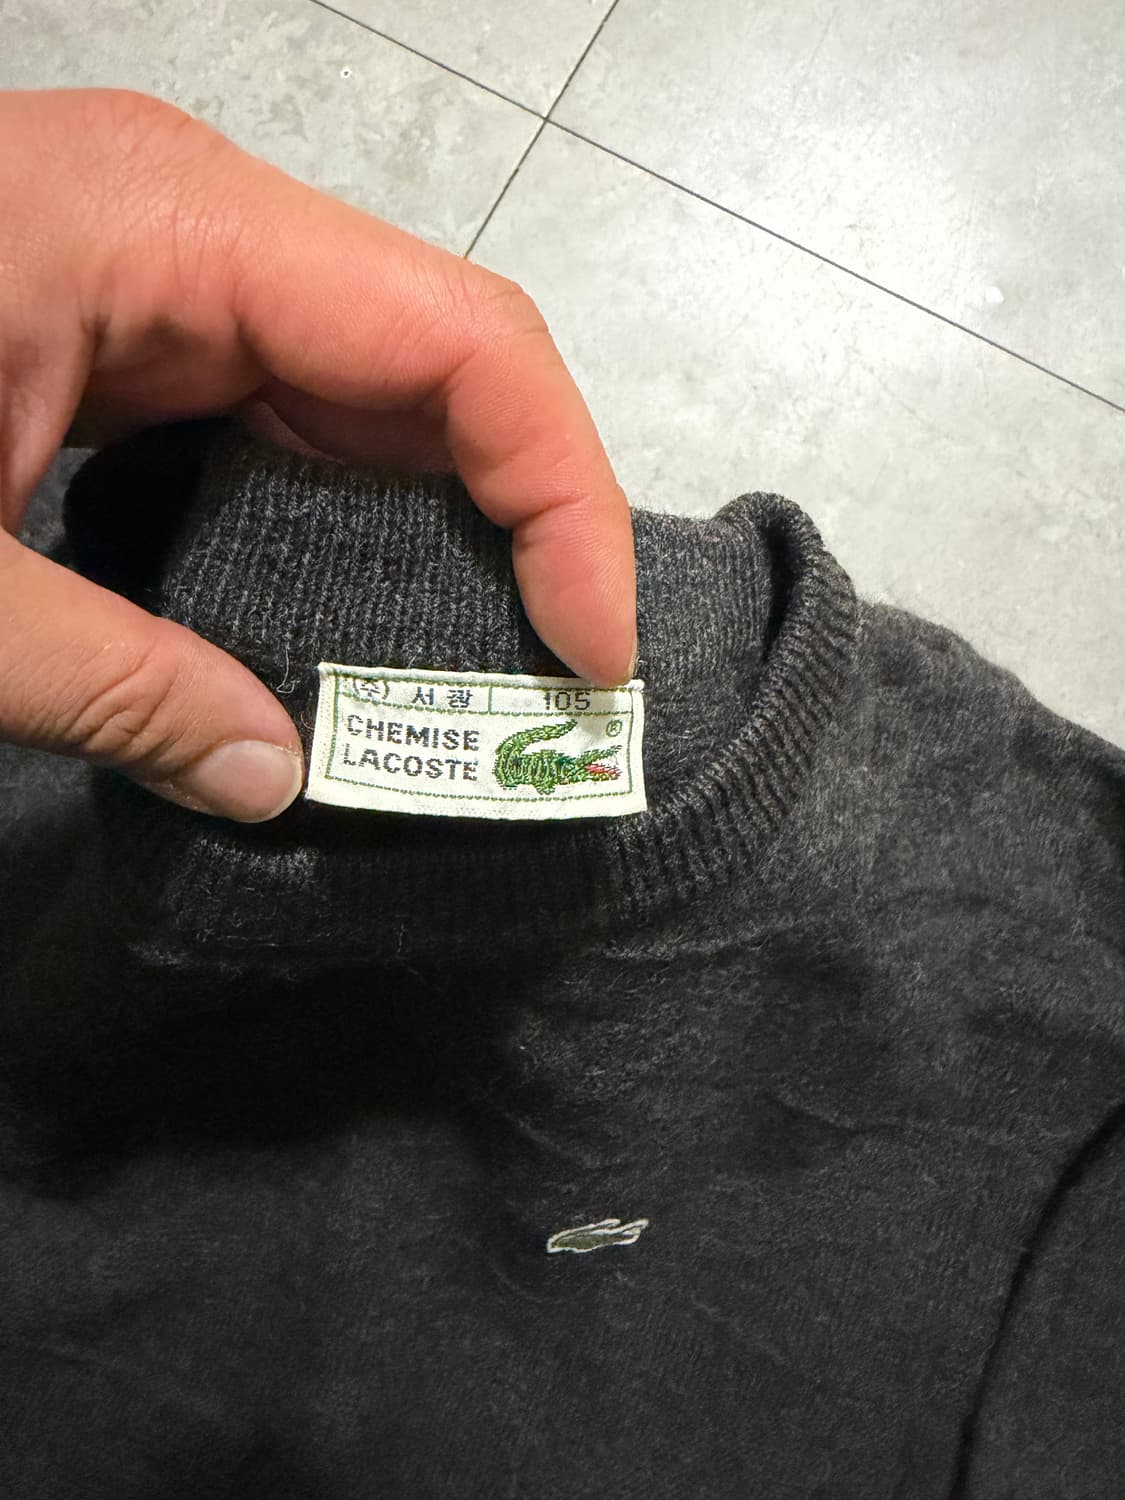 (주) 서광 105
CHEMISE
LACOSTE ®